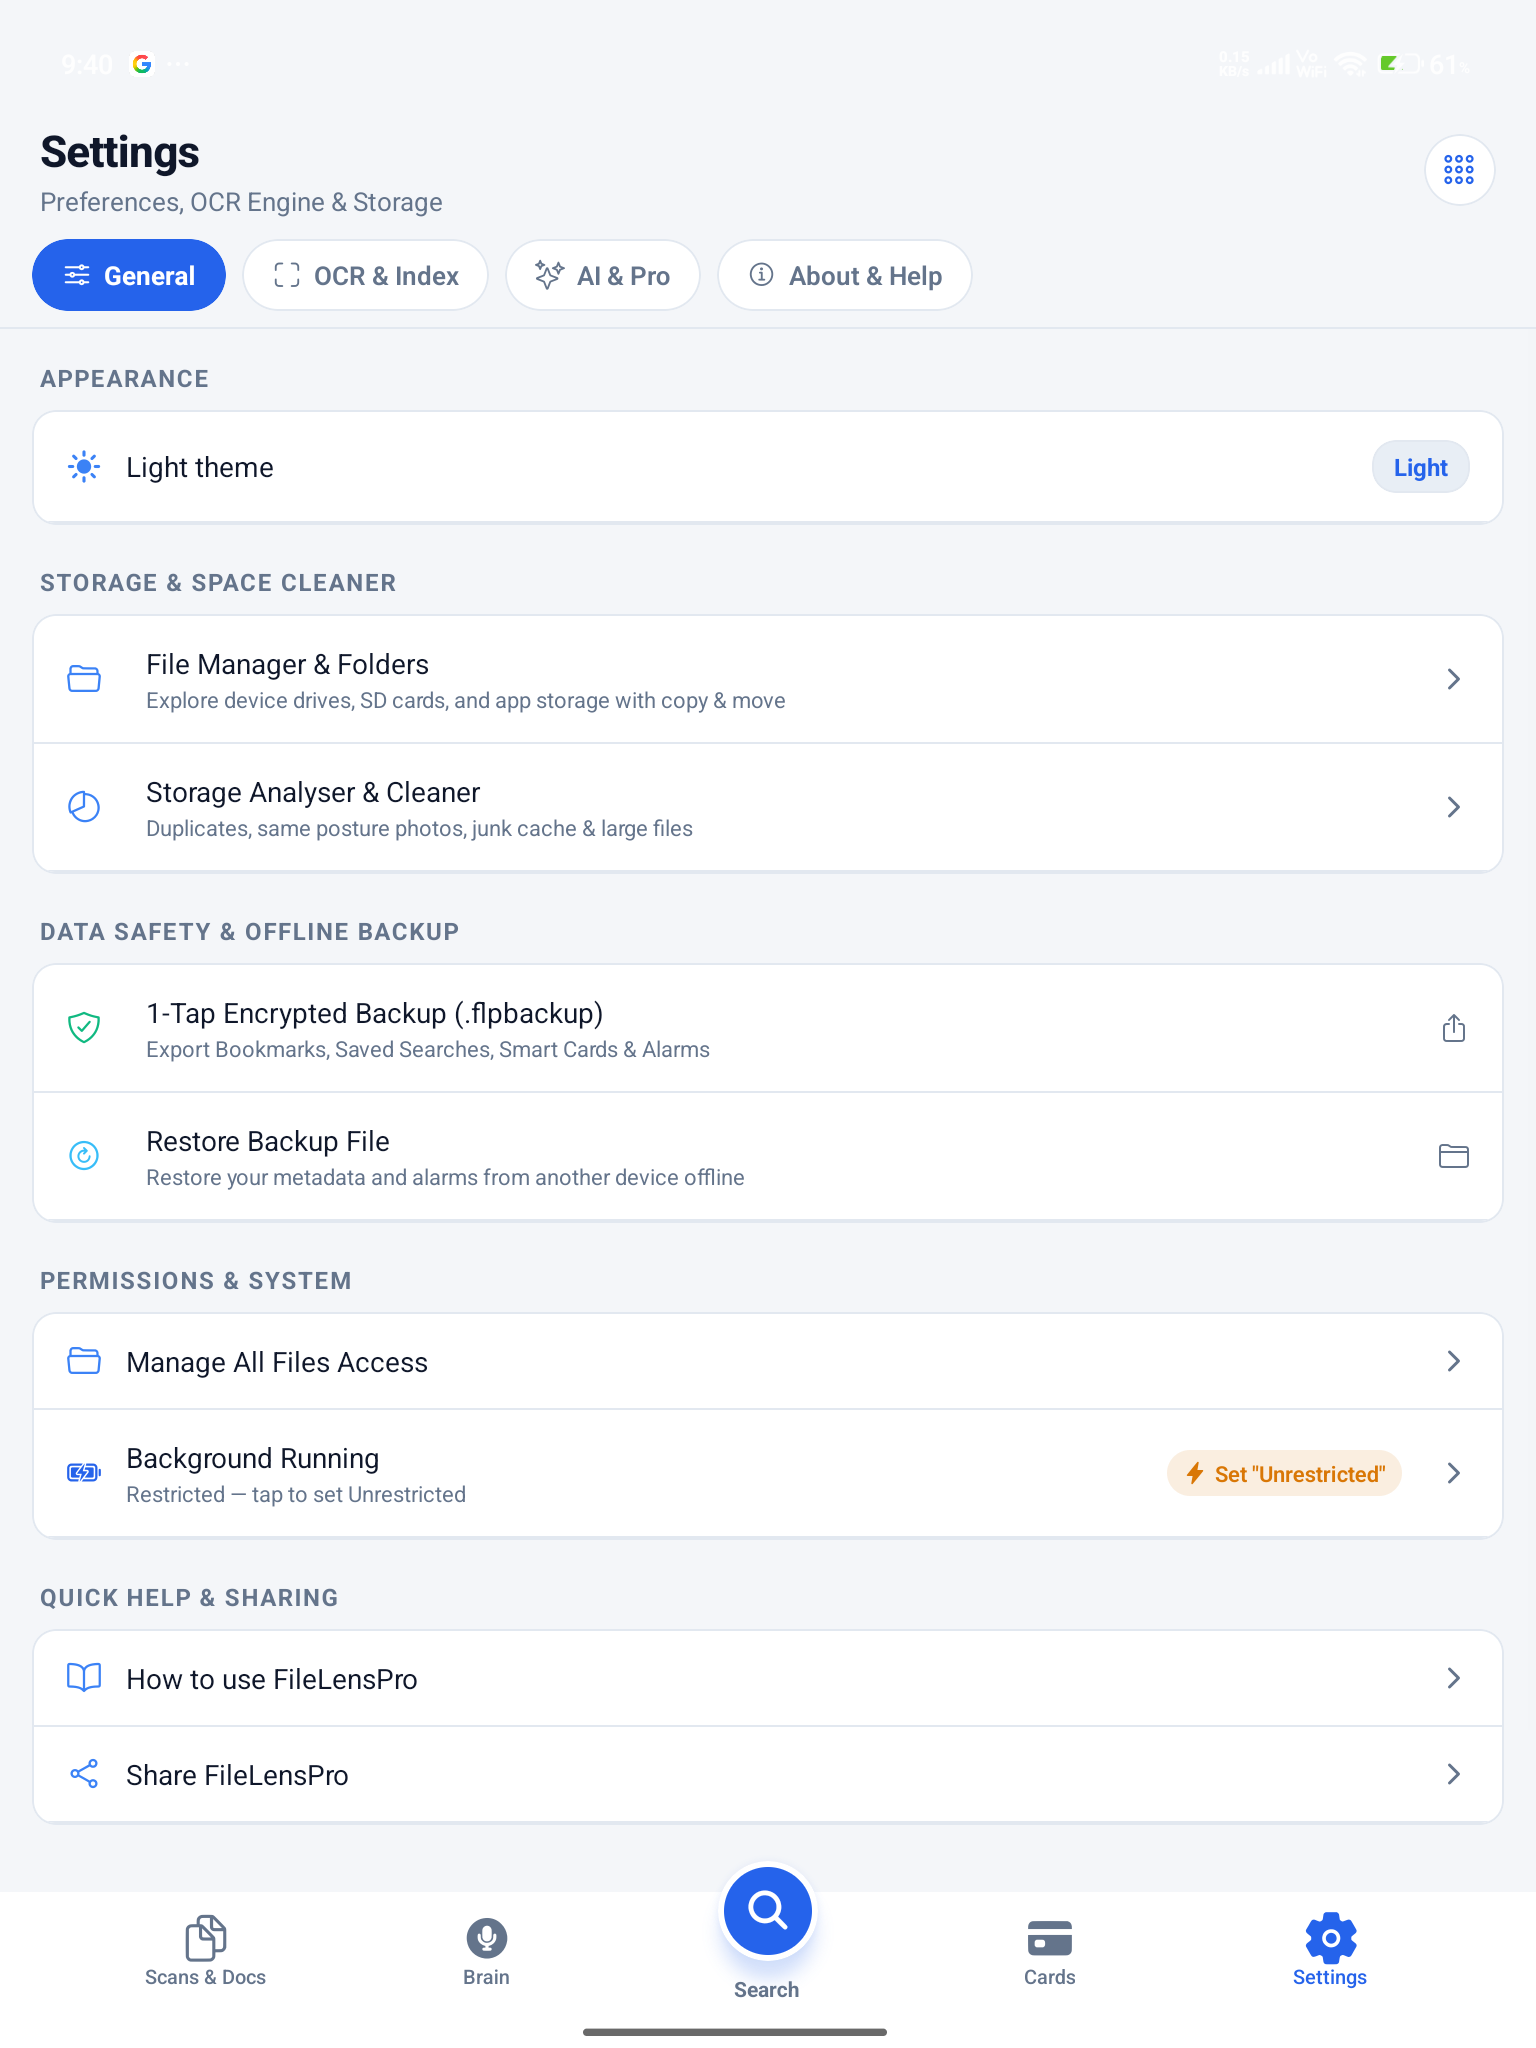 9:40
0.15 KB/s Vo WiFi 61%
Settings
Preferences, OCR Engine & Storage
General
OCR & Index
AI & Pro
About & Help
APPEARANCE
Light theme
Light
STORAGE & SPACE CLEANER
File Manager & Folders
Explore device drives, SD cards, and app storage with copy & move
Storage Analyser & Cleaner
Duplicates, same posture photos, junk cache & large files
DATA SAFETY & OFFLINE BACKUP
1-Tap Encrypted Backup (.flpbackup)
Export Bookmarks, Saved Searches, Smart Cards & Alarms
Restore Backup File
Restore your metadata and alarms from another device offline
PERMISSIONS & SYSTEM
Manage All Files Access
Background Running
Restricted — tap to set Unrestricted
Set "Unrestricted"
QUICK HELP & SHARING
How to use FileLensPro
Share FileLensPro
Scans & Docs
Brain
Search
Cards
Settings